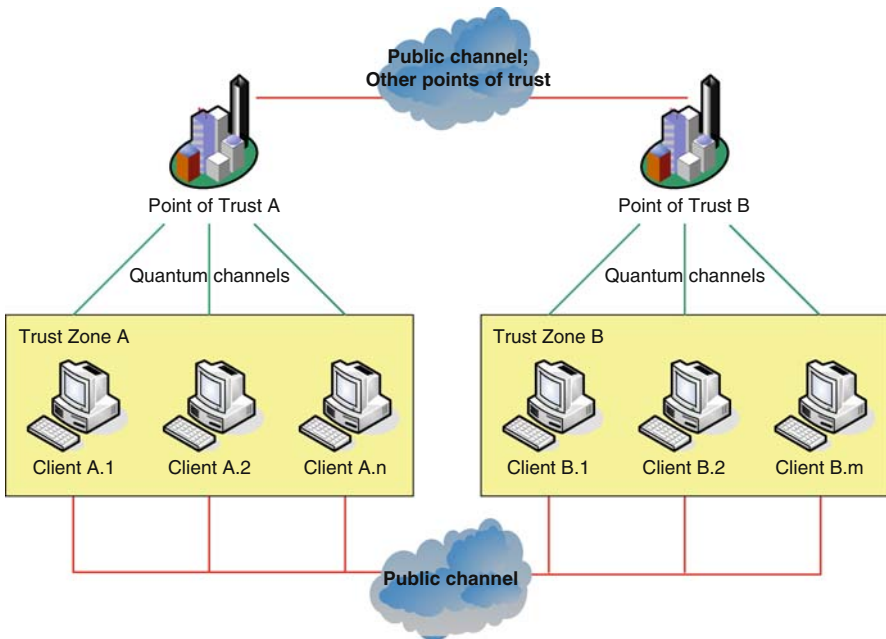 Public channel;
Other points of trust
Point of Trust A
Point of Trust B
Quantum channels
Quantum channels
Trust Zone A
Trust Zone B
Client A.1
Client A.2
Client A.n
Client B.1
Client B.2
Client B.m
Public channel